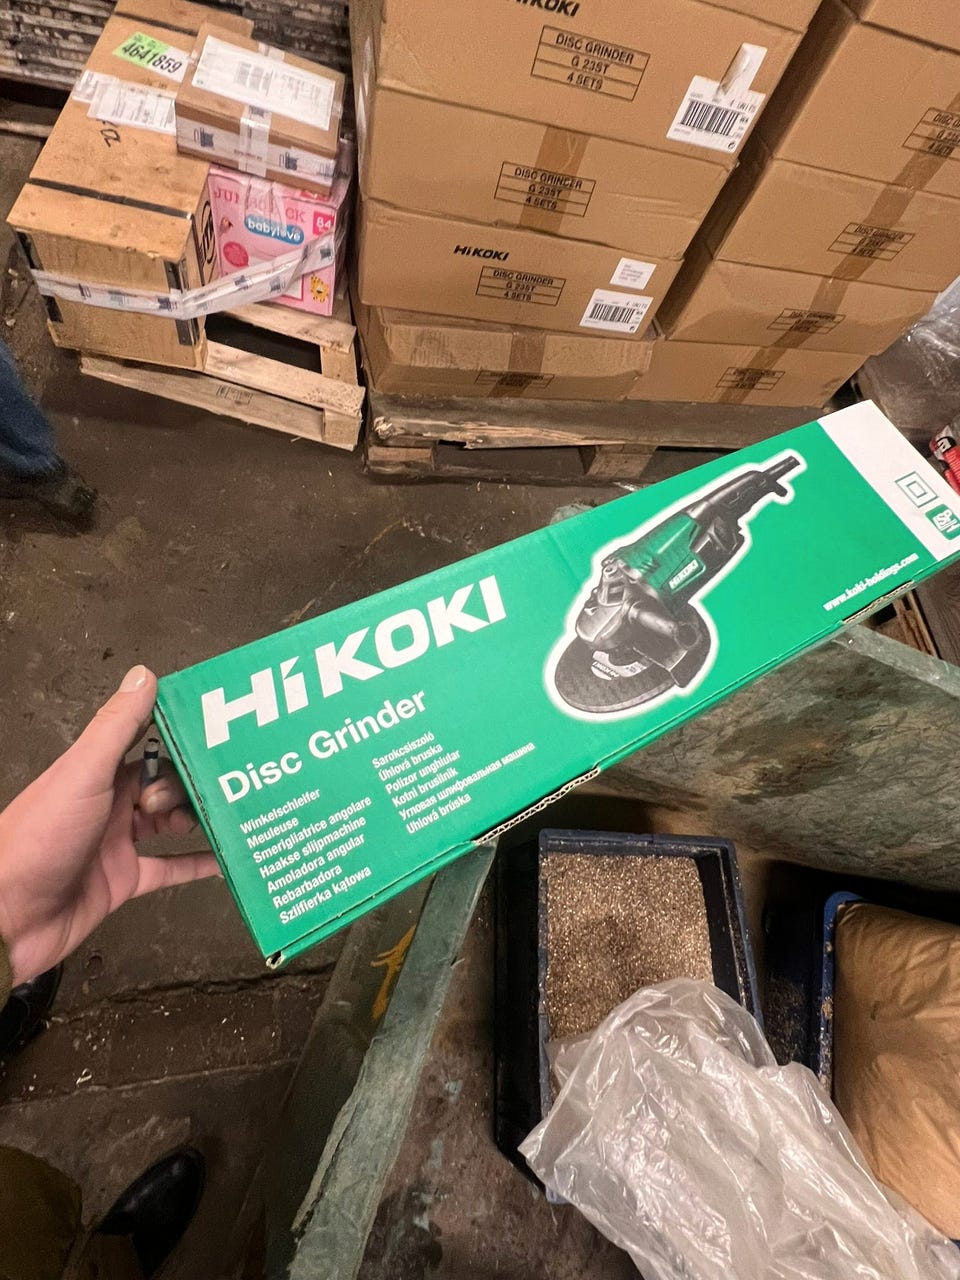 HiKOKI
DISC GRINDER
G 23ST
4 SETS
4641859
84
babylove
DISC GRINDER
G 23ST
4 SETS
HiKOKI
DISC GRINDER
G 23ST
4 SETS
HiKOKI
Disc Grinder
Winkelschleifer
Meuleuse
Smerigliatrice angolare
Haakse slijpmachine
Amoladora angular
Rebarbadora
Szlifierka kątowa
Sarokcsiszoló
Úhlová bruska
Polizor unghiular
Kotni brusilnik
Угловая шлифовальная машина
Uhlová brúska
HiKOKI
www.koki-holdings.com